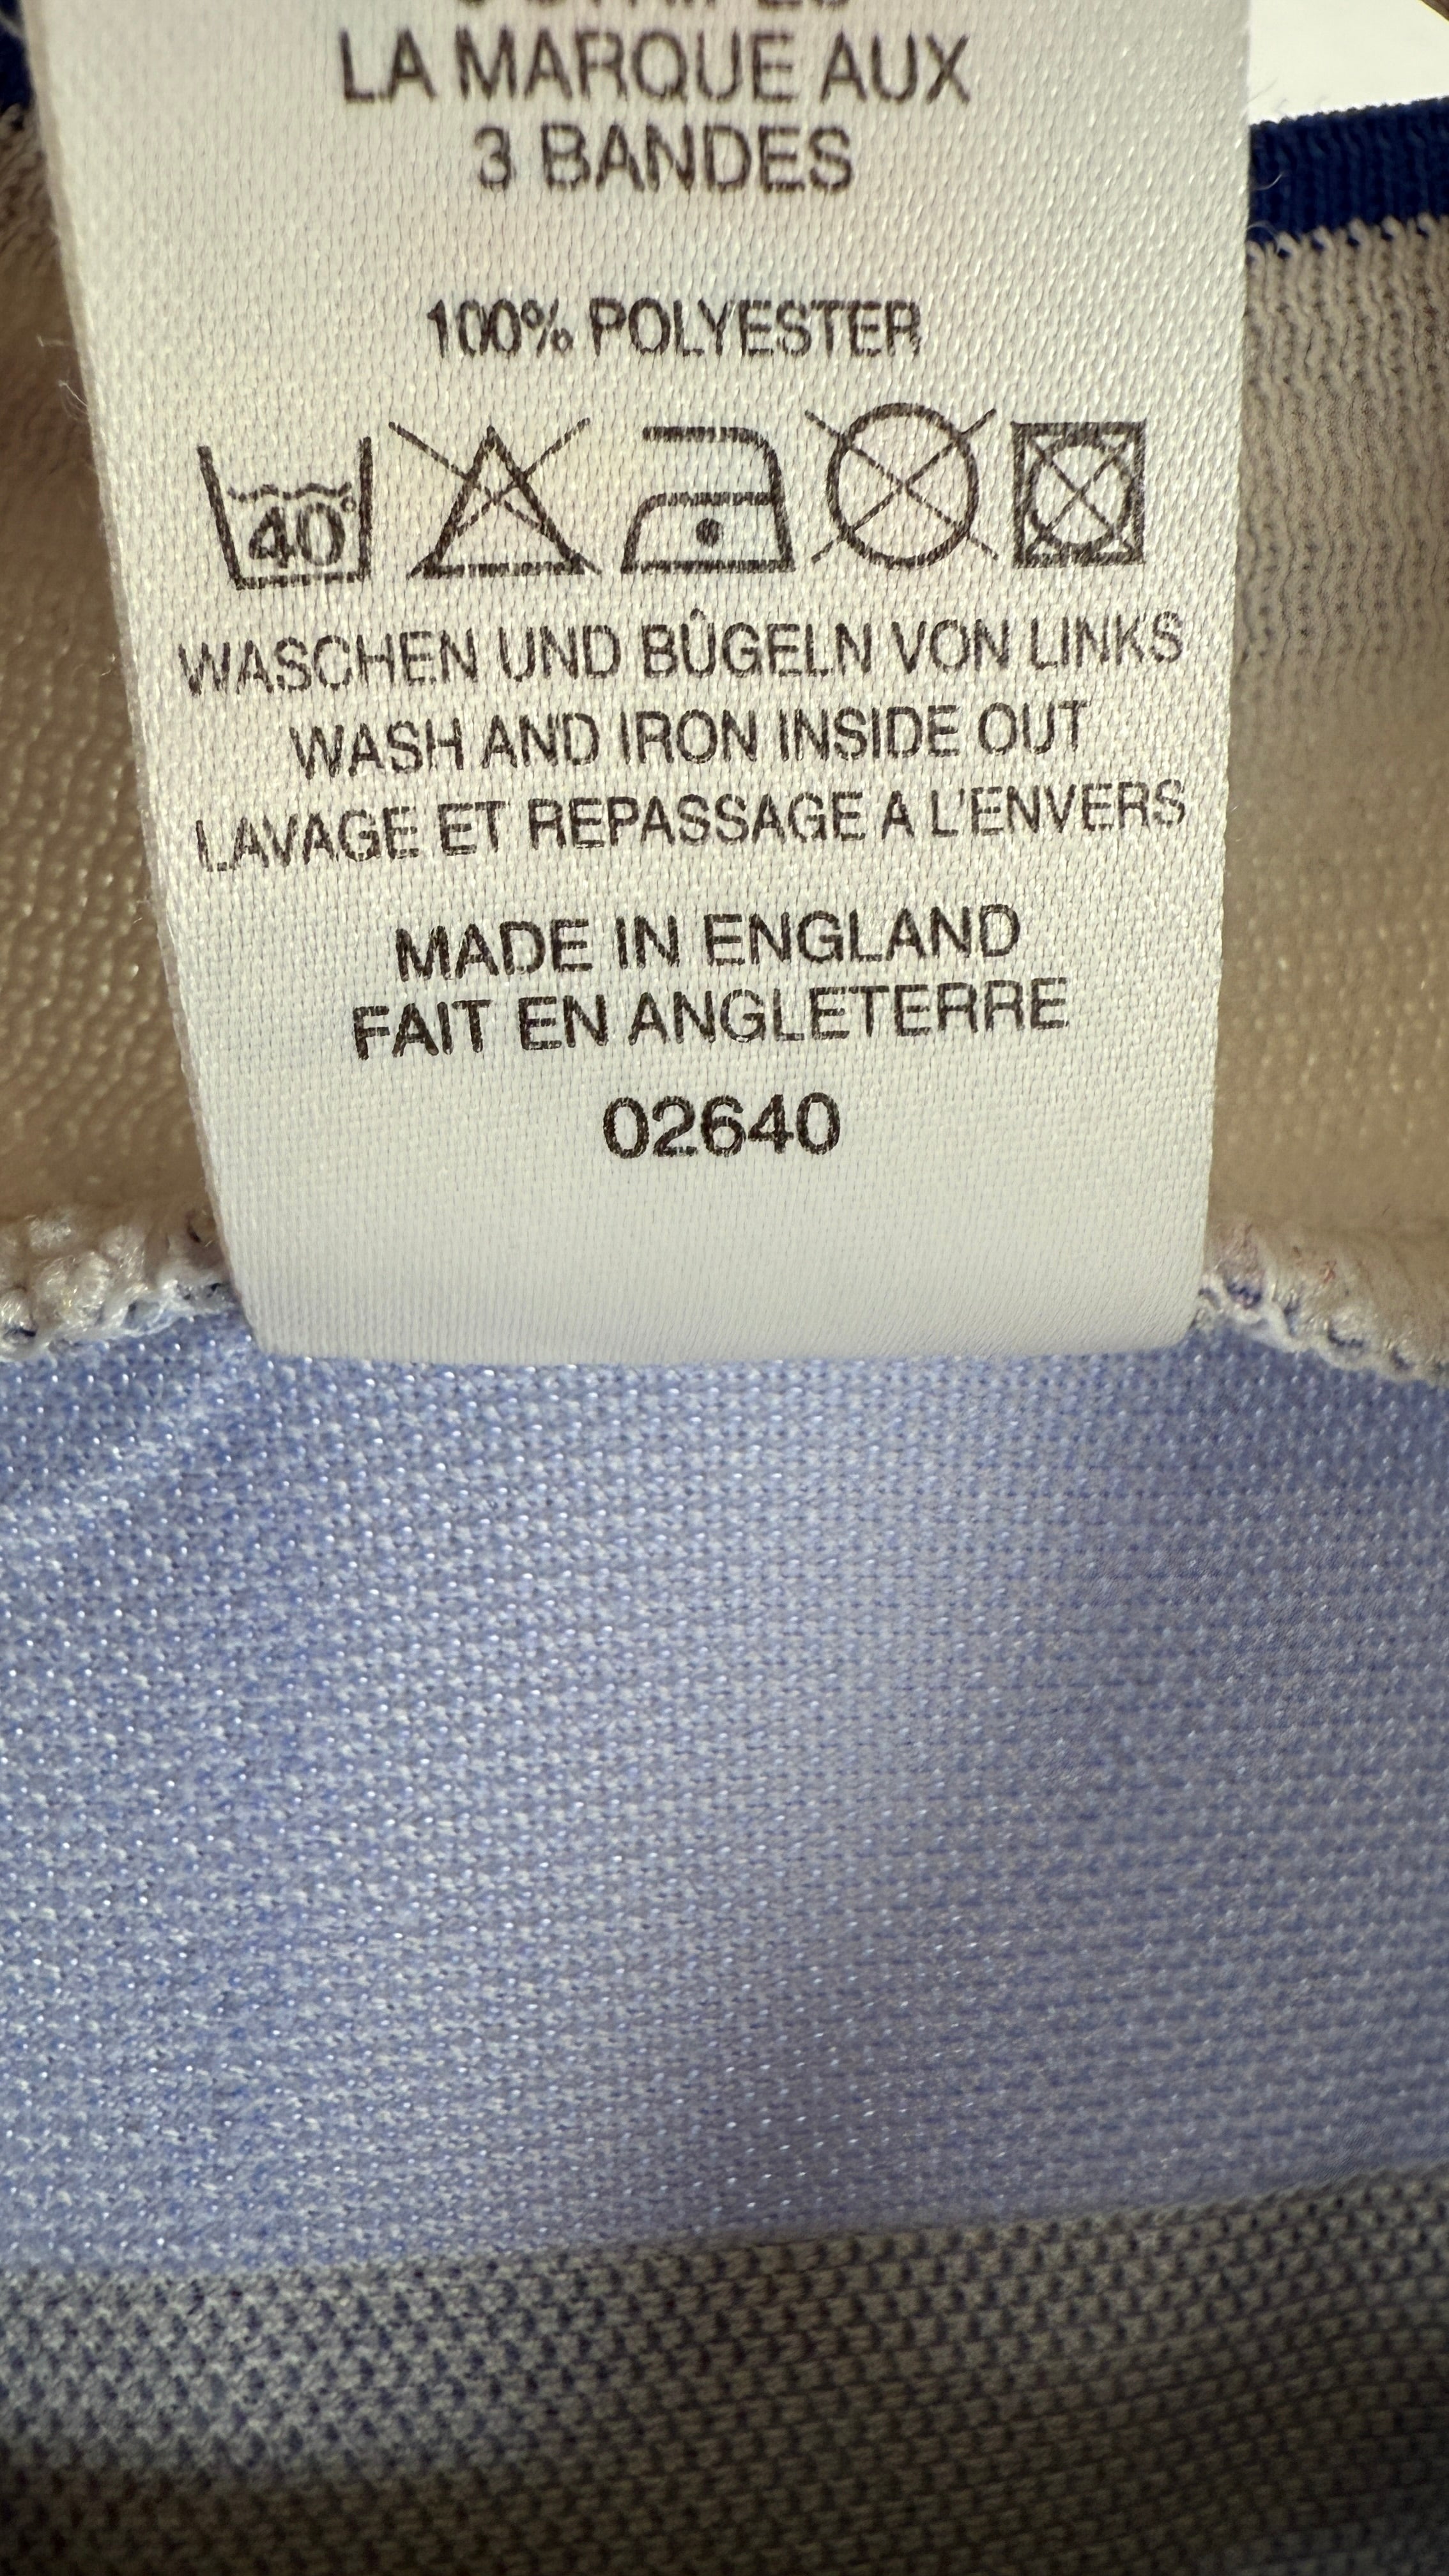 LA MARQUE AUX
3 BANDES
100% POLYESTER
40°
WASCHEN UND BÛGELN VON LINKS
WASH AND IRON INSIDE OUT
LAVAGE ET REPASSAGE A L'ENVERS
MADE IN ENGLAND
FAIT EN ANGLETERRE
02640